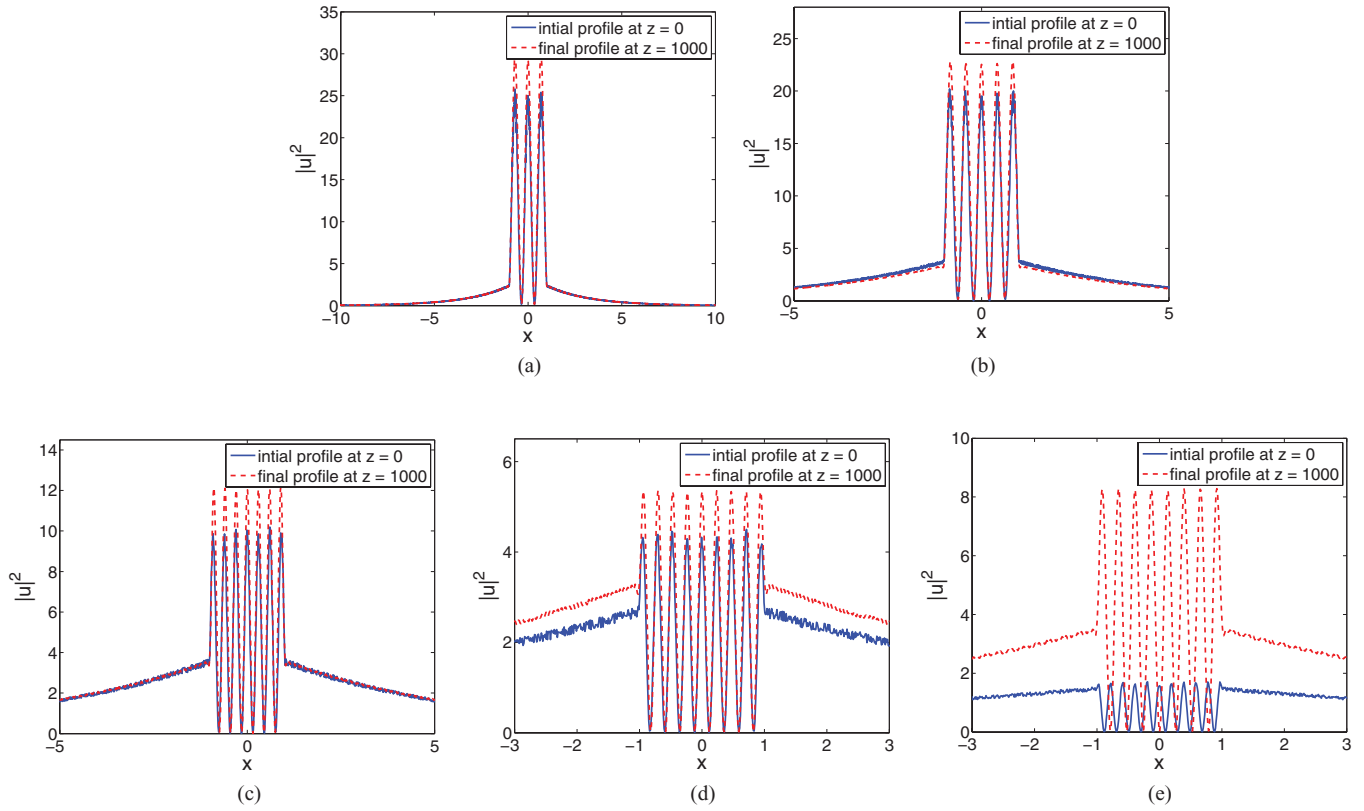 35
30
25
20
15
10
5
0
|u|²
intial profile at z = 0
final profile at z = 1000
−10 −5 0 5 10
x
(a)
25
20
15
10
5
0
|u|²
intial profile at z = 0
final profile at z = 1000
−5 0 5
x
(b)
14
12
10
8
6
4
2
0
|u|²
intial profile at z = 0
final profile at z = 1000
−5 0 5
x
(c)
6
4
2
0
|u|²
intial profile at z = 0
final profile at z = 1000
−3 −2 −1 0 1 2 3
x
(d)
10
8
6
4
2
0
|u|²
intial profile at z = 0
final profile at z = 1000
−3 −2 −1 0 1 2 3
x
(e)